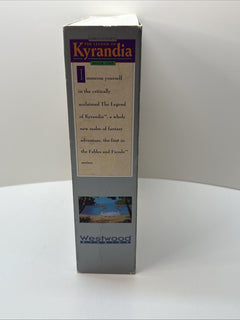 THE LEGEND OF
Kyrandia
Immerse yourself
in the critically
acclaimed The Legend
of Kyrandia™, a whole
new realm of fantasy
adventure, the first in
the Fables and Fiends™
series.
Westwood
STUDIOS